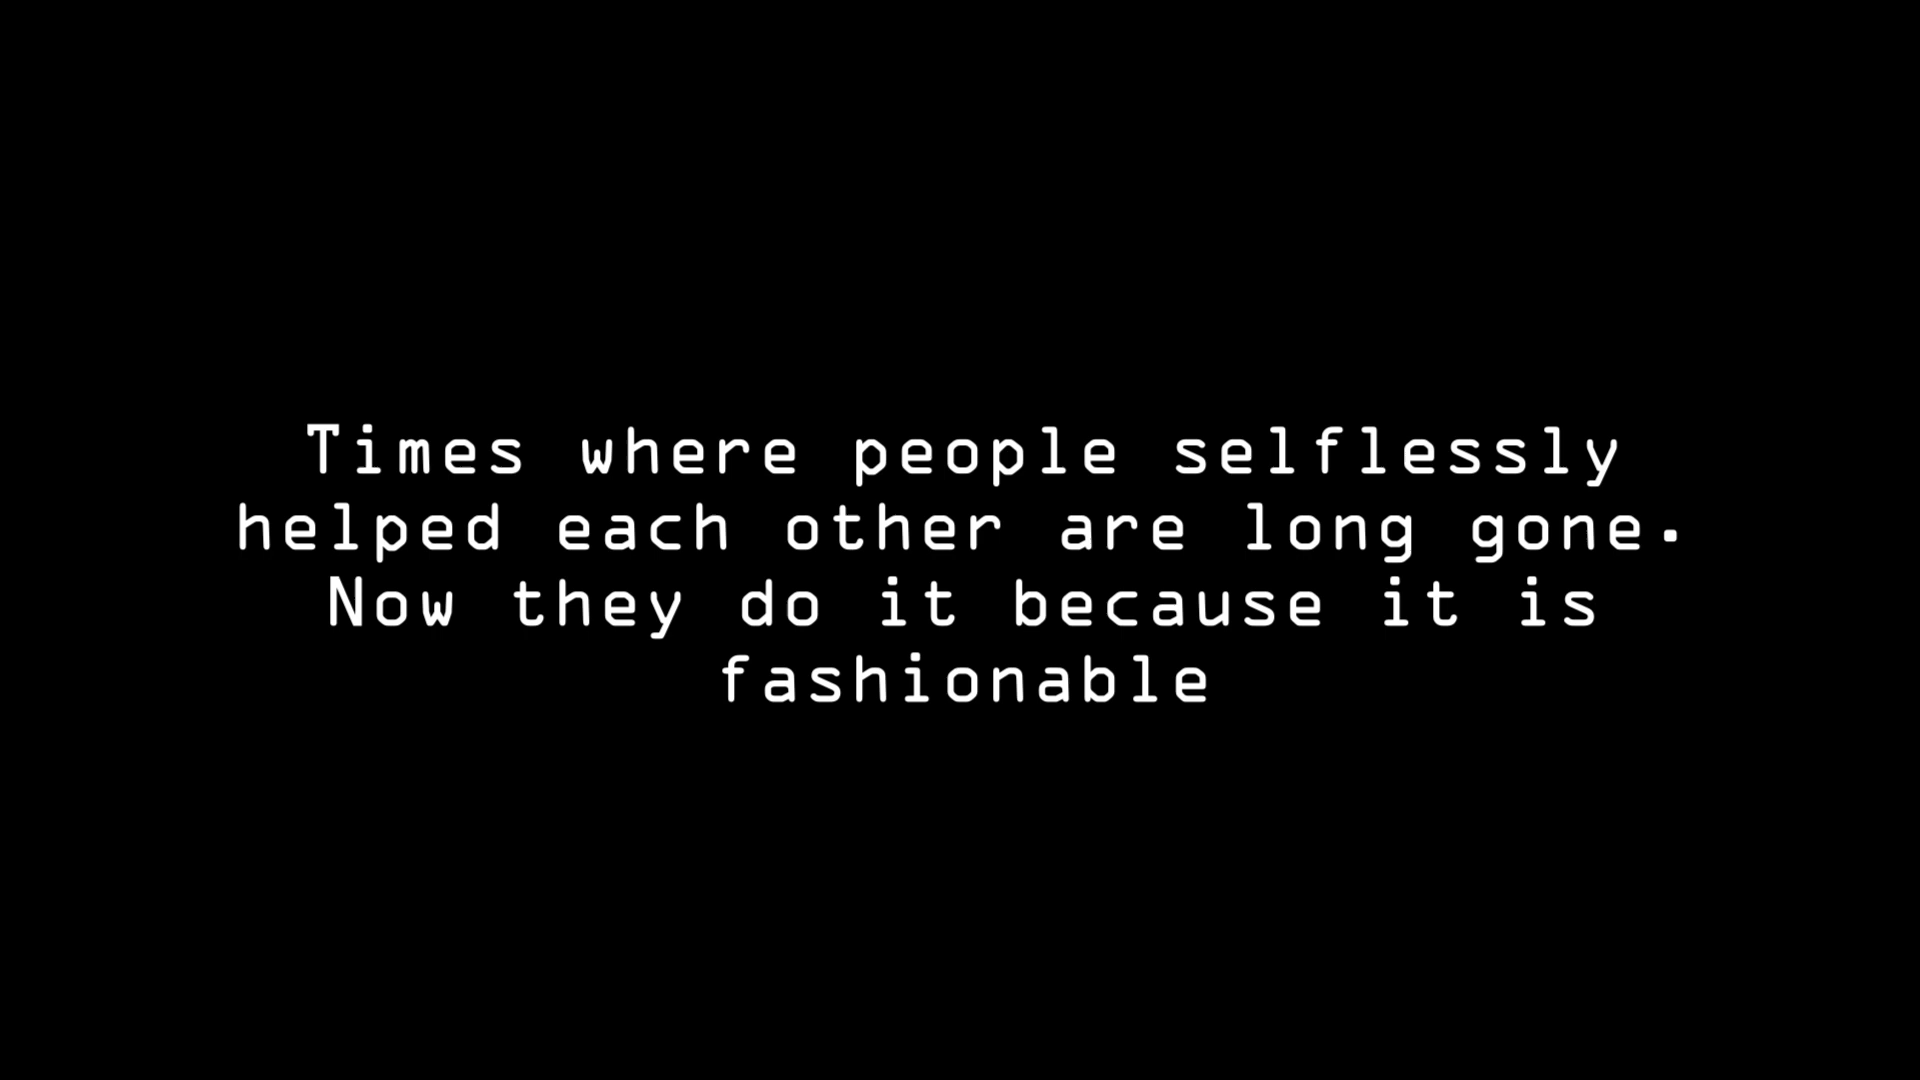 Times where people selflessly
helped each other are long gone.
Now they do it because it is
fashionable